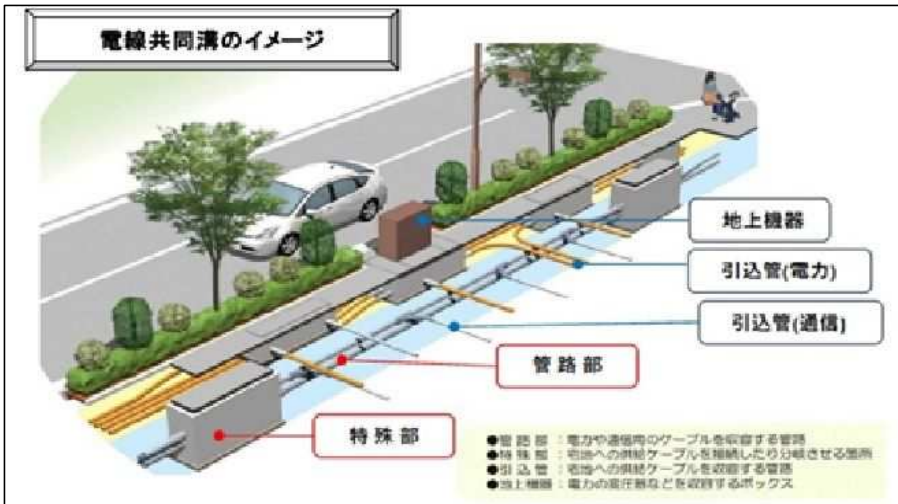 電線共同溝のイメージ
地上機器
引込管(電力)
引込管(通信)
管路部
特殊部
●管路部：電力や通信用のケーブルを収容する管路
●特殊部：宅地への供給ケーブルを接続したり分岐させる箇所
●引込管：宅地への供給ケーブルを収容する管路
●地上機器：電力の変圧器などを収容するボックス